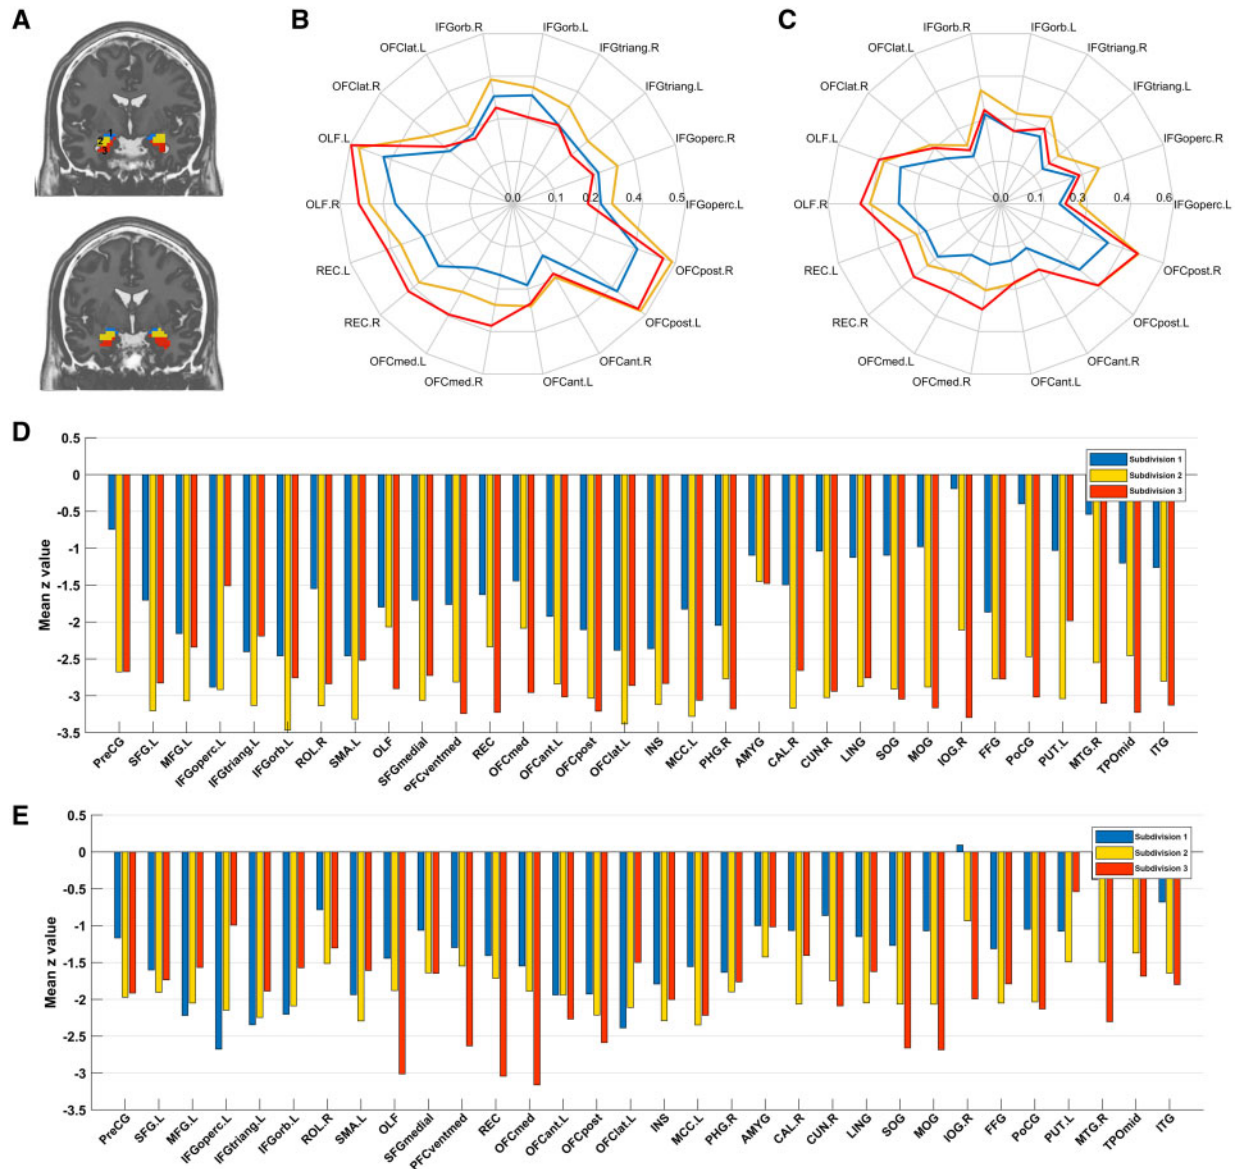 A
B
C
1
2
3
IFGorb.R
IFGorb.L
OFClat.L
IFGtriang.R
OFClat.R
IFGtriang.L
OLF.L
IFGoperc.R
OLF.R
0.0
0.1
0.2
0.4
0.5
IFGoperc.L
REC.L
OFCpost.R
REC.R
OFCpost.L
OFCmed.L
OFCant.R
OFCmed.R
OFCant.L
IFGorb.R
IFGorb.L
OFClat.L
IFGtriang.R
OFClat.R
IFGtriang.L
OLF.L
IFGoperc.R
OLF.R
0.0
0.1
0.3
0.4
0.6
IFGoperc.L
REC.L
OFCpost.R
REC.R
OFCpost.L
OFCmed.L
OFCant.R
OFCmed.R
OFCant.L
D
Mean z value
0.5
0
-0.5
-1
-1.5
-2
-2.5
-3
-3.5
Subdivision 1
Subdivision 2
Subdivision 3
PreCG
SFG.L
MFG.L
IFGoperc.L
IFGtriang.L
IFGorb.L
ROL.R
SMA.L
OLF
SFGmedial
PFCventmed
REC
OFCmed
OFCant.L
OFCpost
OFClat.L
INS
MCC.L
PHG.R
AMYG
CAL.R
CUN.R
LING
SOG
MOG
IOG.R
FFG
PoCG
PUT.L
MTG.R
TPOmid
ITG
E
Mean z value
0.5
0
-0.5
-1
-1.5
-2
-2.5
-3
-3.5
Subdivision 1
Subdivision 2
Subdivision 3
PreCG
SFG.L
MFG.L
IFGoperc.L
IFGtriang.L
IFGorb.L
ROL.R
SMA.L
OLF
SFGmedial
PFCventmed
REC
OFCmed
OFCant.L
OFCpost
OFClat.L
INS
MCC.L
PHG.R
AMYG
CAL.R
CUN.R
LING
SOG
MOG
IOG.R
FFG
PoCG
PUT.L
MTG.R
TPOmid
ITG